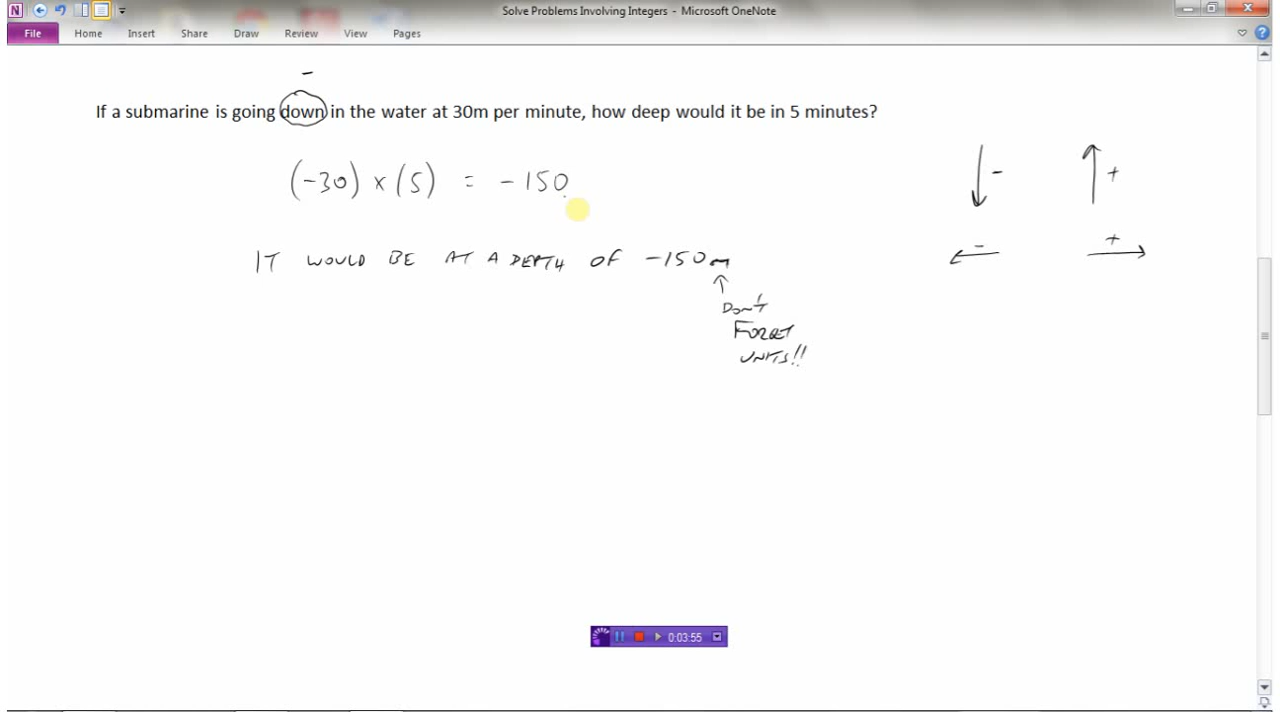 Solve Problems Involving Integers - Microsoft OneNote
File Home Insert Share Draw Review View Pages
-
If a submarine is going down in the water at 30m per minute, how deep would it be in 5 minutes?
(-30) x (5) = -150
- +
IT WOULD BE AT A DEPTH OF -150m
- +
DON'T
FORGET
UNITS!!
0:03:55